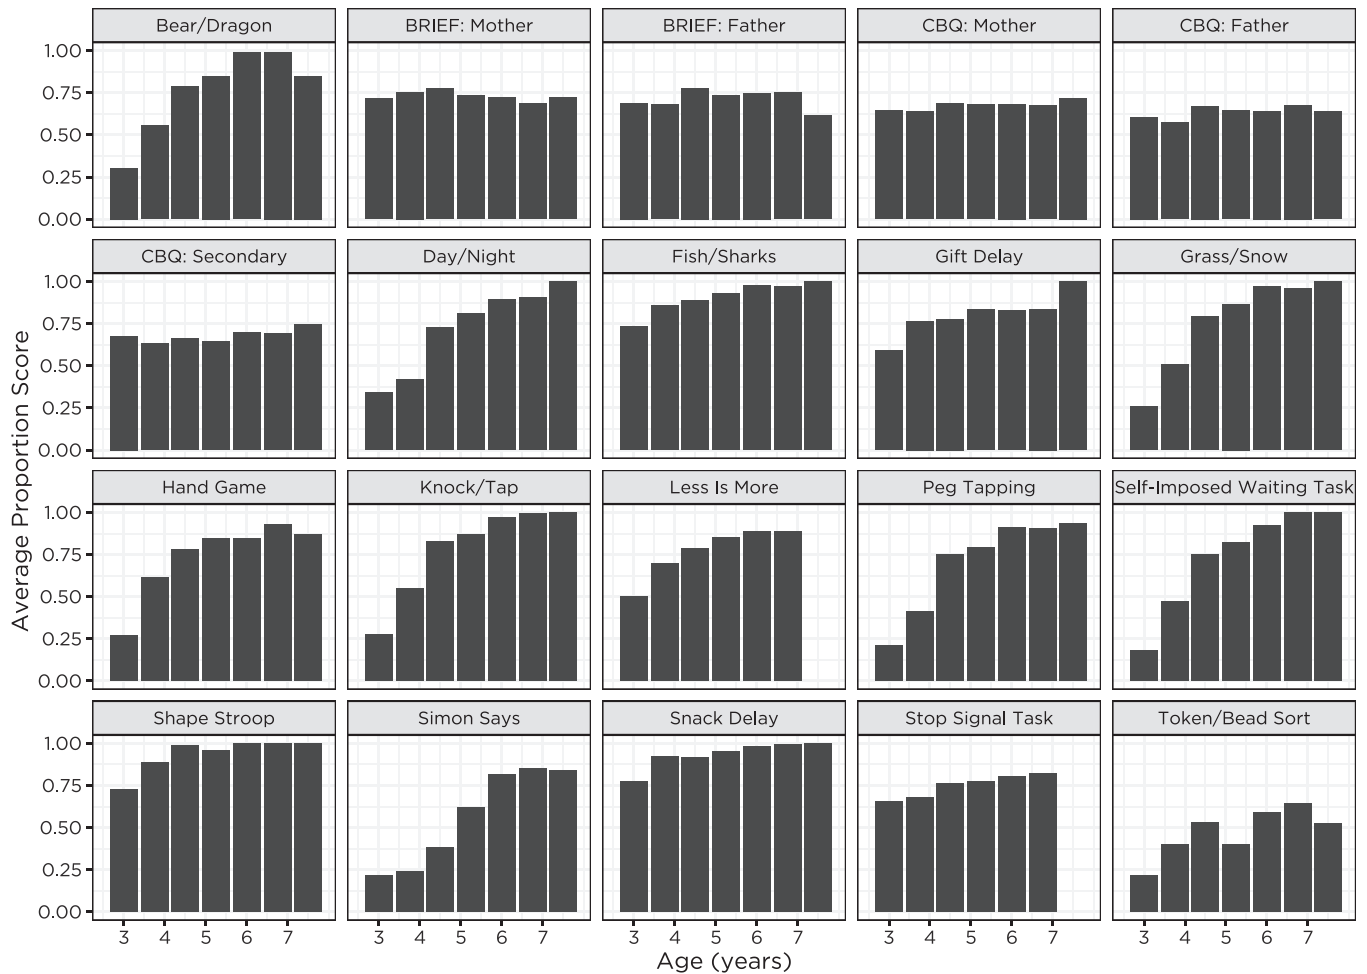 Bear/Dragon BRIEF: Mother BRIEF: Father CBQ: Mother CBQ: Father
1.00
0.75
0.50
0.25
0.00
CBQ: Secondary Day/Night Fish/Sharks Gift Delay Grass/Snow
1.00
0.75
0.50
0.25
0.00
Average Proportion Score
Hand Game Knock/Tap Less Is More Peg Tapping Self-Imposed Waiting Task
1.00
0.75
0.50
0.25
0.00
Shape Stroop Simon Says Snack Delay Stop Signal Task Token/Bead Sort
1.00
0.75
0.50
0.25
0.00
3 4 5 6 7 3 4 5 6 7 3 4 5 6 7 3 4 5 6 7 3 4 5 6 7
Age (years)